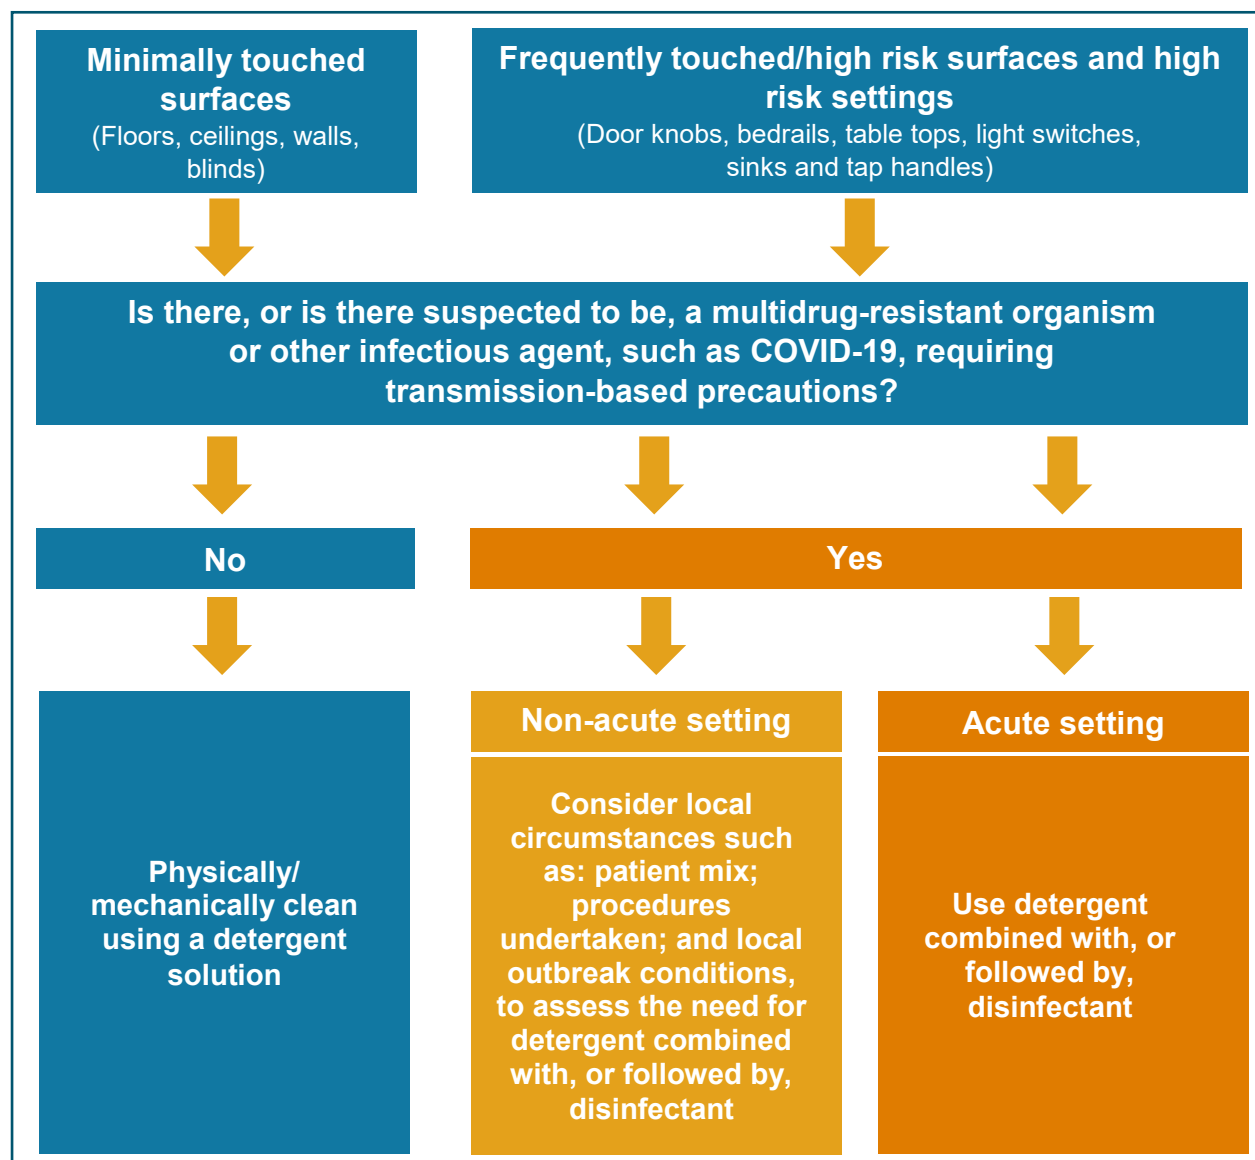 Minimally touched
surfaces
(Floors, ceilings, walls,
blinds)
Frequently touched/high risk surfaces and high
risk settings
(Door knobs, bedrails, table tops, light switches,
sinks and tap handles)
Is there, or is there suspected to be, a multidrug-resistant organism
or other infectious agent, such as COVID-19, requiring
transmission-based precautions?
No
Yes
Physically/
mechanically clean
using a detergent
solution
Non-acute setting
Consider local
circumstances such
as: patient mix;
procedures
undertaken; and local
outbreak conditions,
to assess the need for
detergent combined
with, or followed by,
disinfectant
Acute setting
Use detergent
combined with, or
followed by,
disinfectant